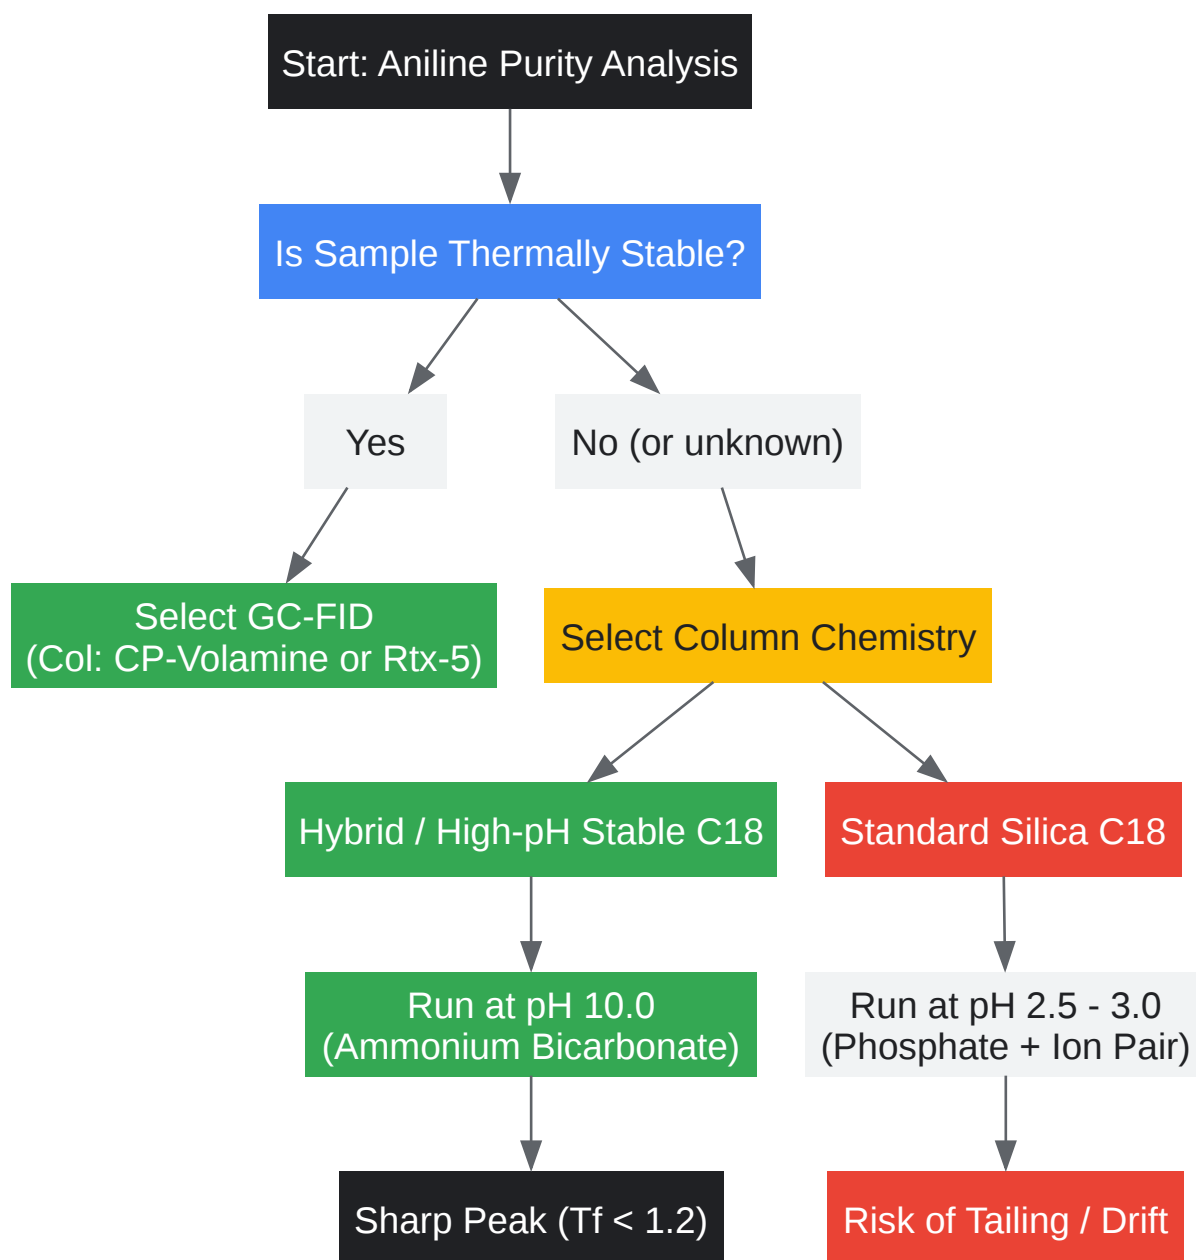 Start: Aniline Purity Analysis
Is Sample Thermally Stable?
Yes
No (or unknown)
Select GC-FID
(Col: CP-Volamine or Rtx-5)
Select Column Chemistry
Hybrid / High-pH Stable C18
Standard Silica C18
Run at pH 10.0
(Ammonium Bicarbonate)
Run at pH 2.5 - 3.0
(Phosphate + Ion Pair)
Sharp Peak (Tf < 1.2)
Risk of Tailing / Drift